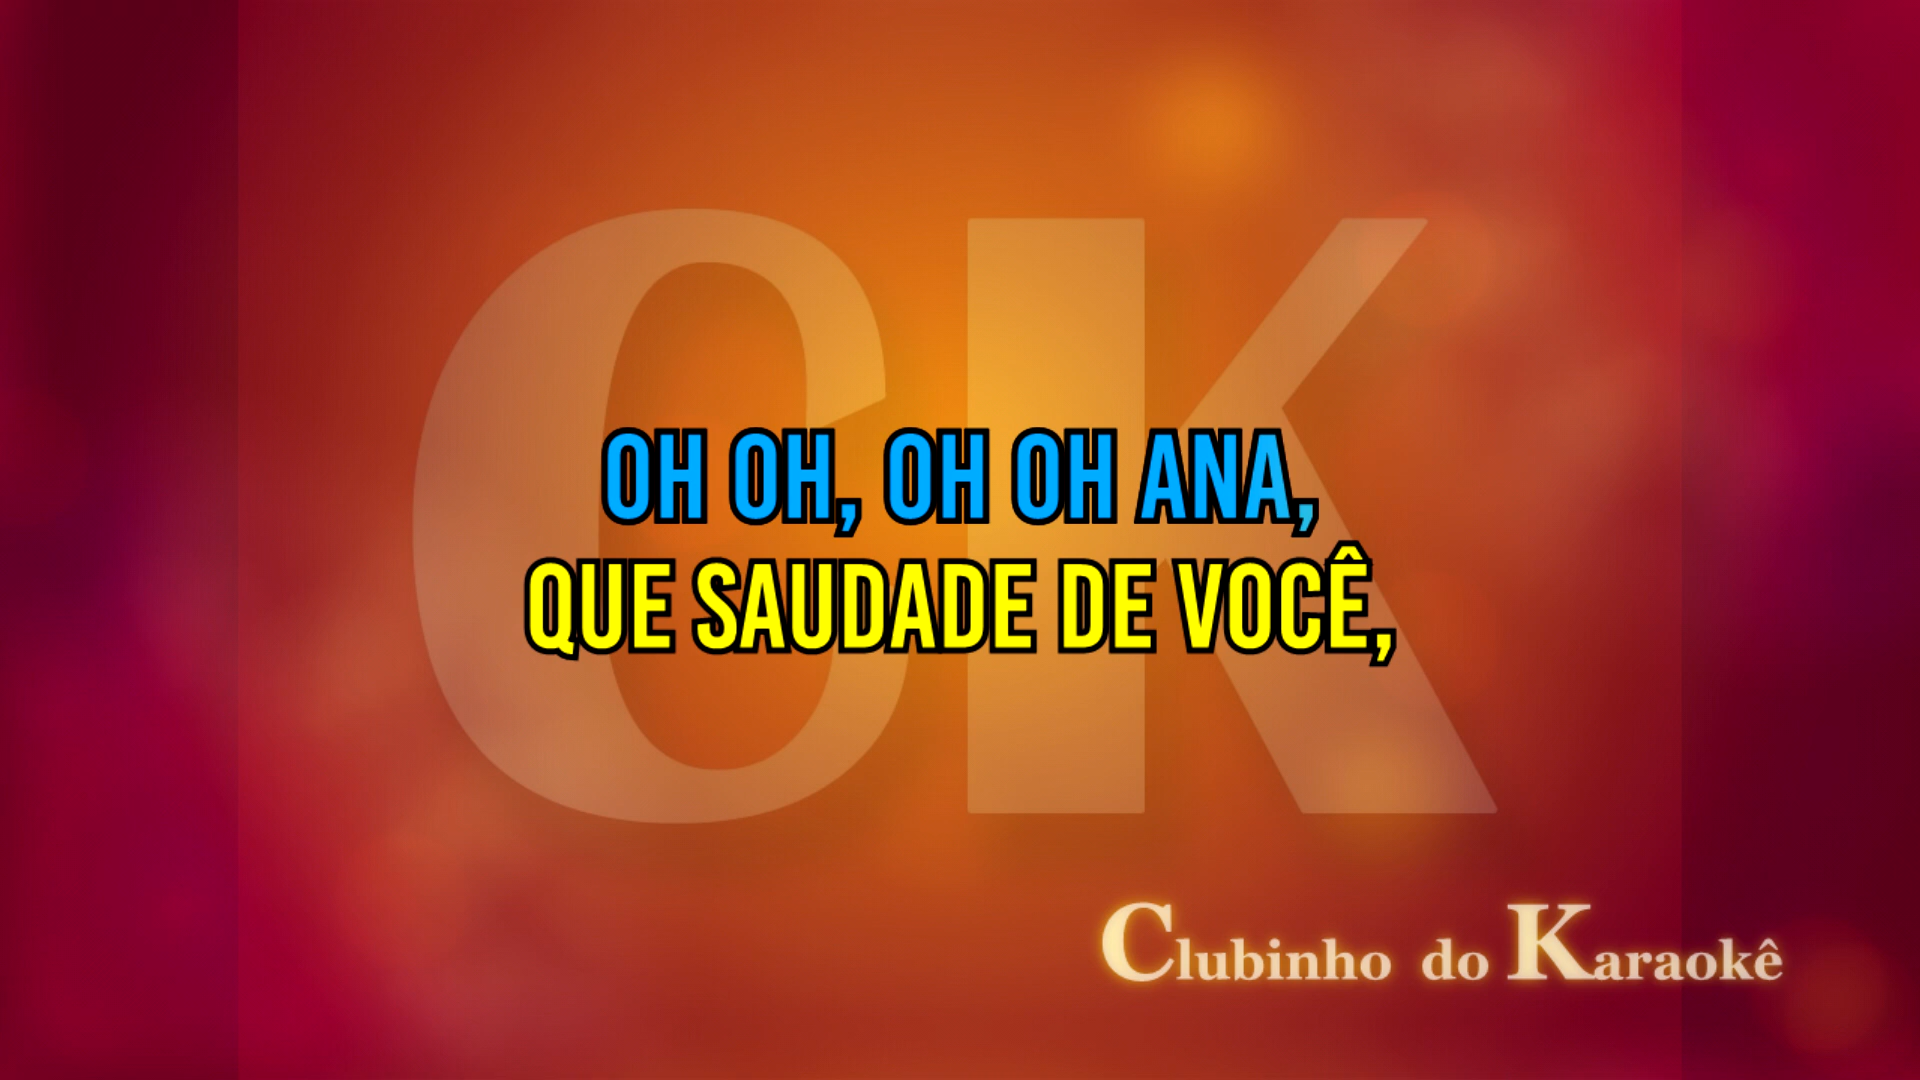 CK
OH OH, OH OH ANA,
QUE SAUDADE DE VOCÊ,
Clubinho do Karaokê